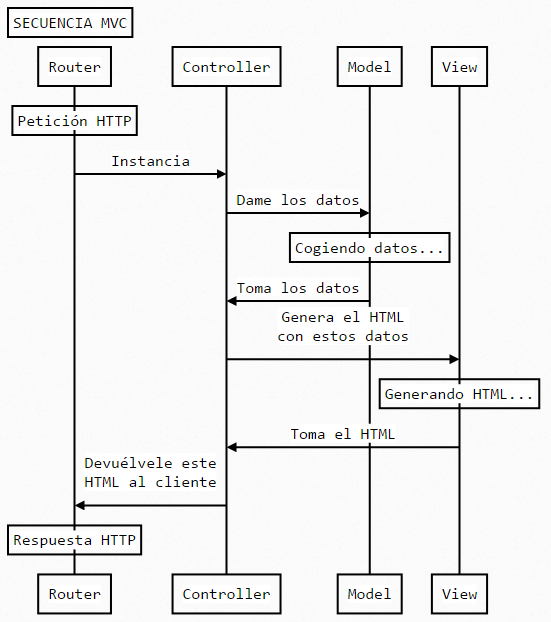 SECUENCIA MVC
Router Controller Model View
Petición HTTP
Instancia
Dame los datos
Cogiendo datos...
Toma los datos
Genera el HTML
con estos datos
Generando HTML...
Toma el HTML
Devuélvele este
HTML al cliente
Respuesta HTTP
Router Controller Model View